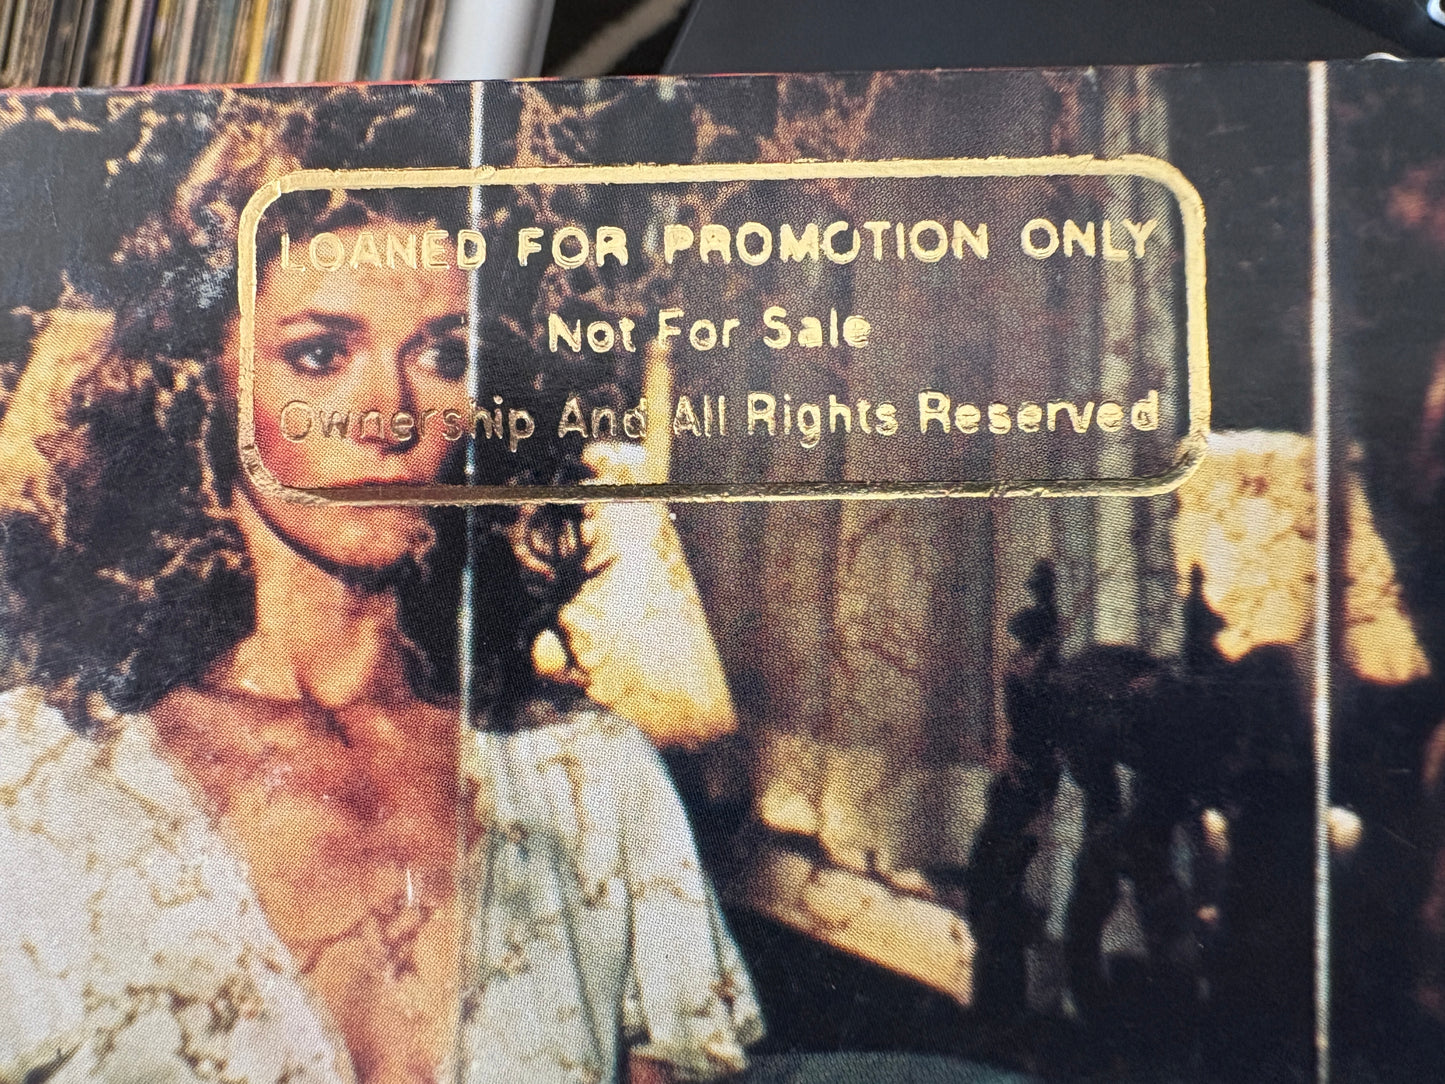 LOANED FOR PROMOTION ONLY
Not For Sale
Ownership And All Rights Reserved